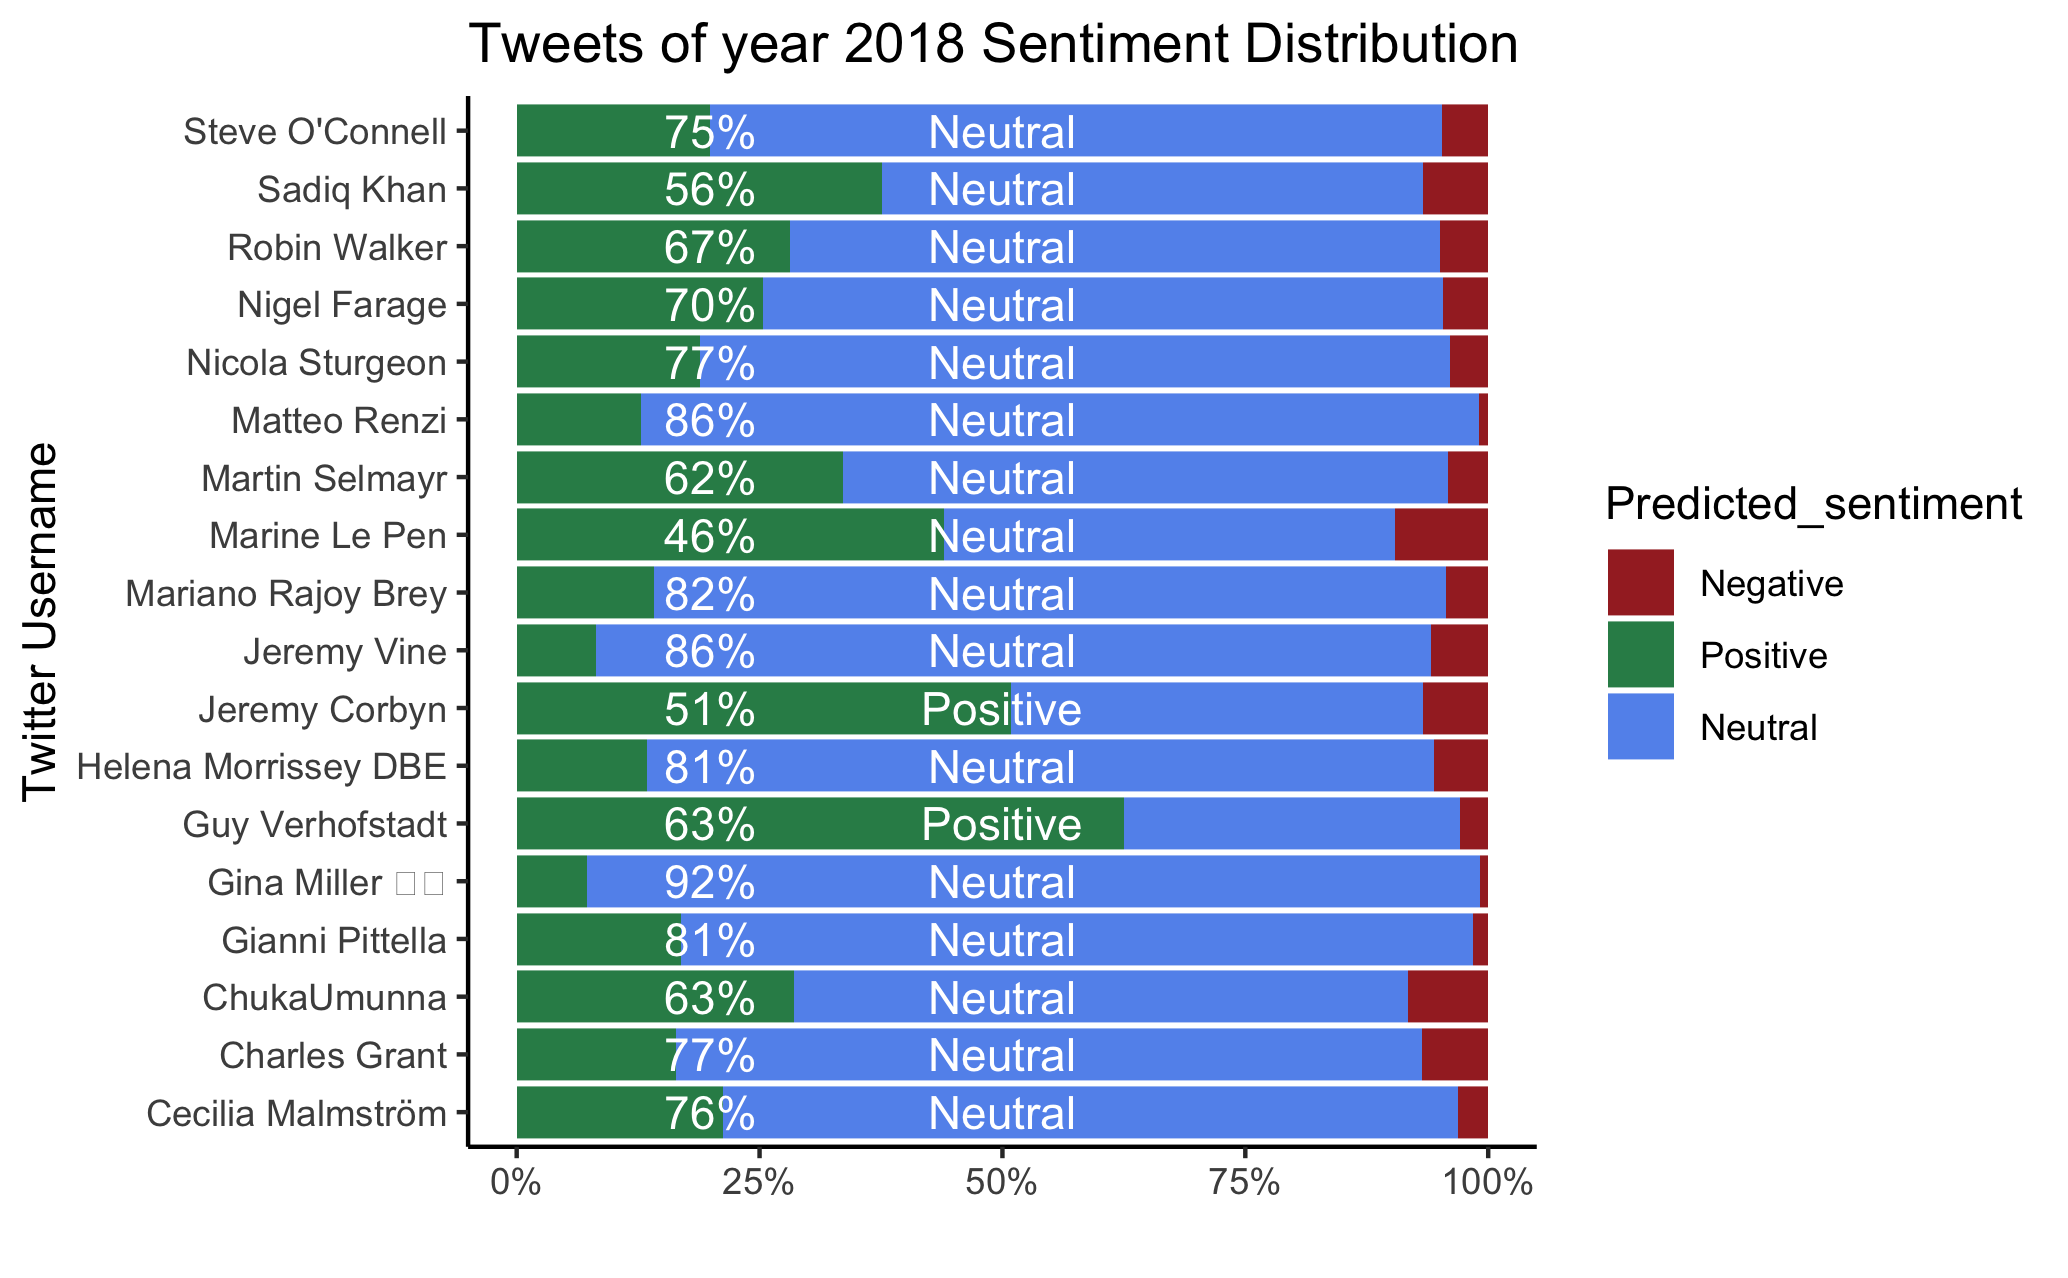 Tweets of year 2018 Sentiment Distribution
Twitter Username
Steve O'Connell 75% Neutral
Sadiq Khan 56% Neutral
Robin Walker 67% Neutral
Nigel Farage 70% Neutral
Nicola Sturgeon 77% Neutral
Matteo Renzi 86% Neutral
Martin Selmayr 62% Neutral
Marine Le Pen 46% Neutral
Mariano Rajoy Brey 82% Neutral
Jeremy Vine 86% Neutral
Jeremy Corbyn 51% Positive
Helena Morrissey DBE 81% Neutral
Guy Verhofstadt 63% Positive
Gina Miller 92% Neutral
Gianni Pittella 81% Neutral
ChukaUmunna 63% Neutral
Charles Grant 77% Neutral
Cecilia Malmström 76% Neutral
0% 25% 50% 75% 100%
Predicted_sentiment
Negative
Positive
Neutral